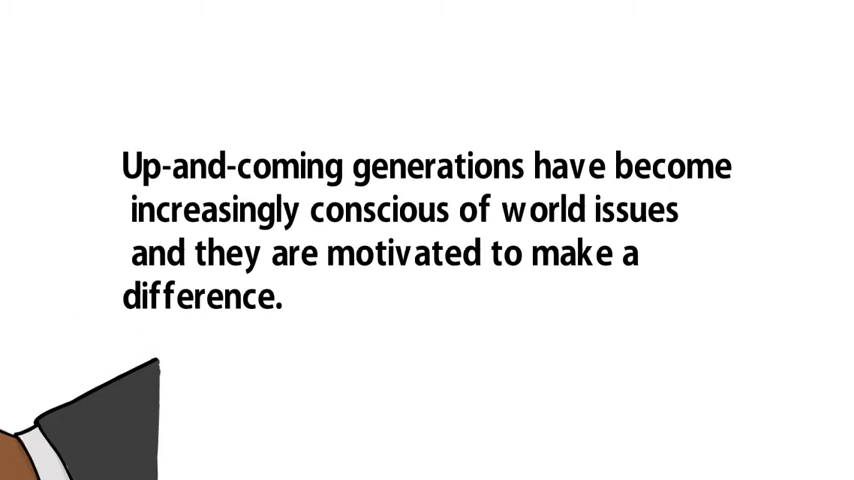 Up-and-coming generations have become
increasingly conscious of world issues
and they are motivated to make a
difference.